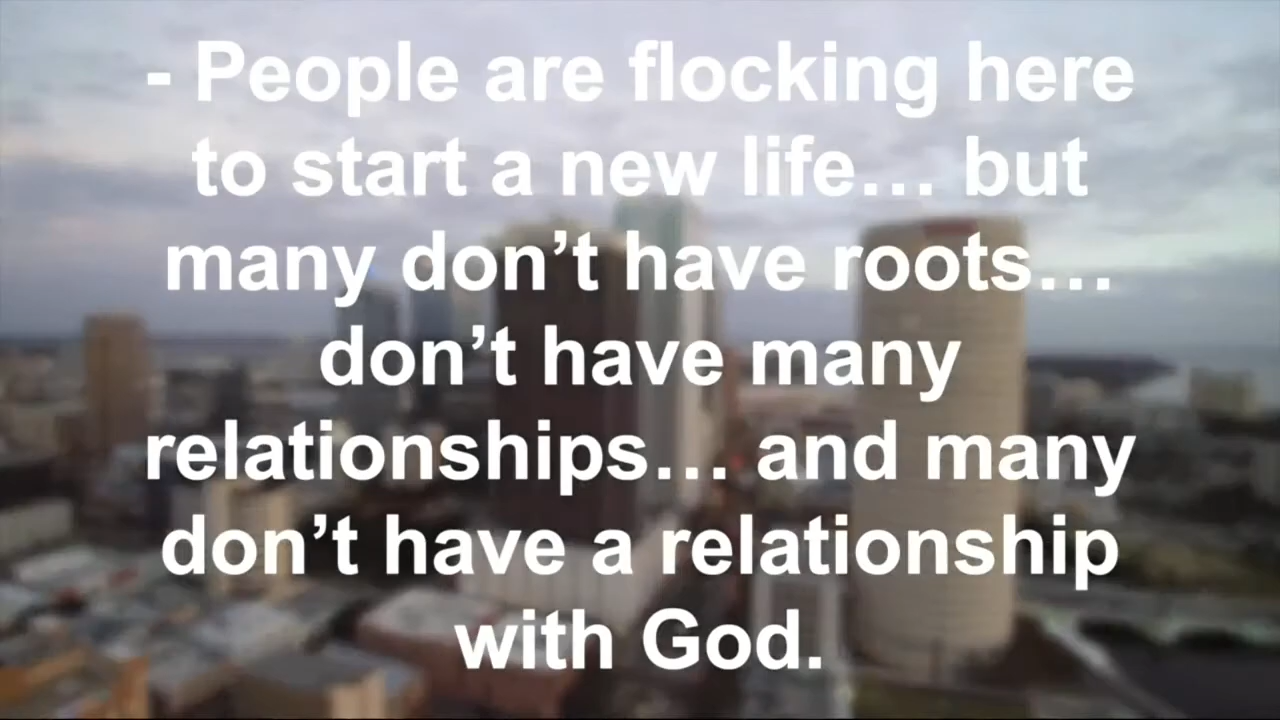 - People are flocking here
to start a new life… but
many don’t have roots…
don’t have many
relationships… and many
don’t have a relationship
with God.